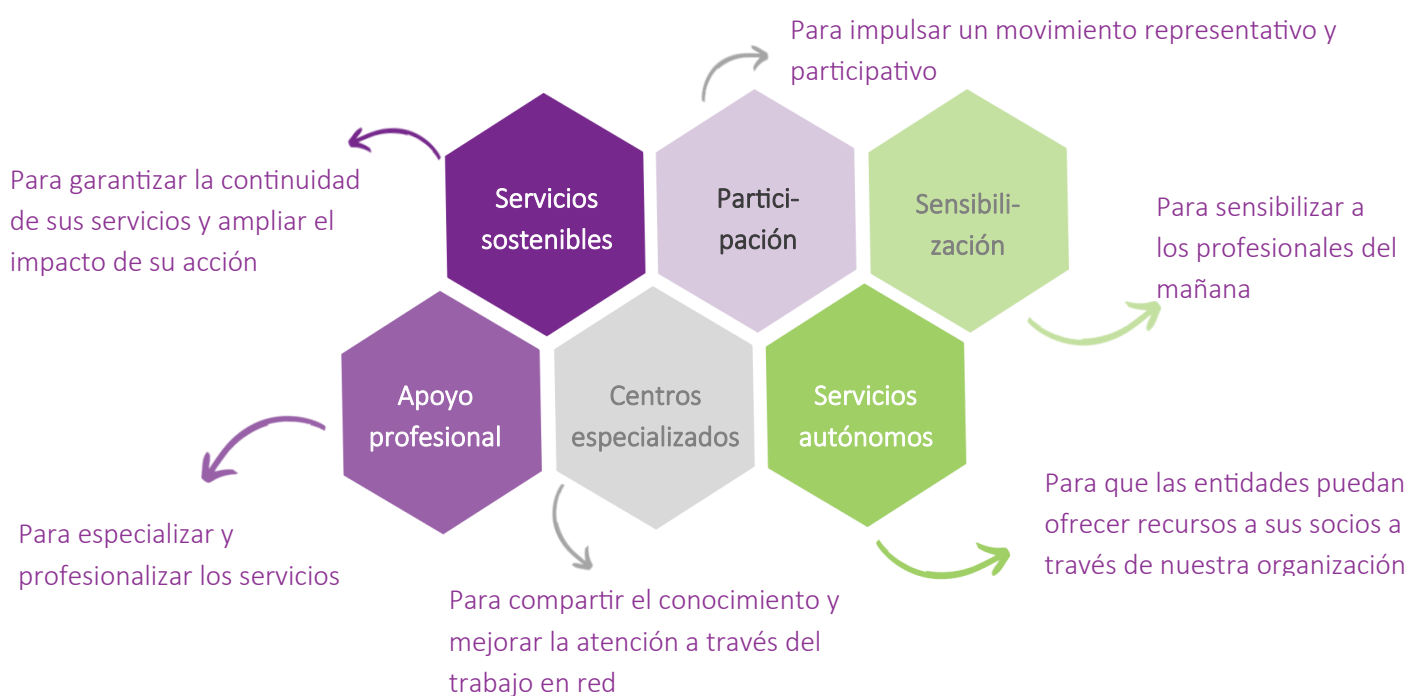 Para impulsar un movimiento representativo y
participativo
Para garantizar la continuidad
de sus servicios y ampliar el
impacto de su acción
Servicios
sostenibles
Partici-
pación
Sensibili-
zación
Para sensibilizar a
los profesionales del
mañana
Apoyo
profesional
Centros
especializados
Servicios
autónomos
Para especializar y
profesionalizar los servicios
Para compartir el conocimiento y
mejorar la atención a través del
trabajo en red
Para que las entidades puedan
ofrecer recursos a sus socios a
través de nuestra organización